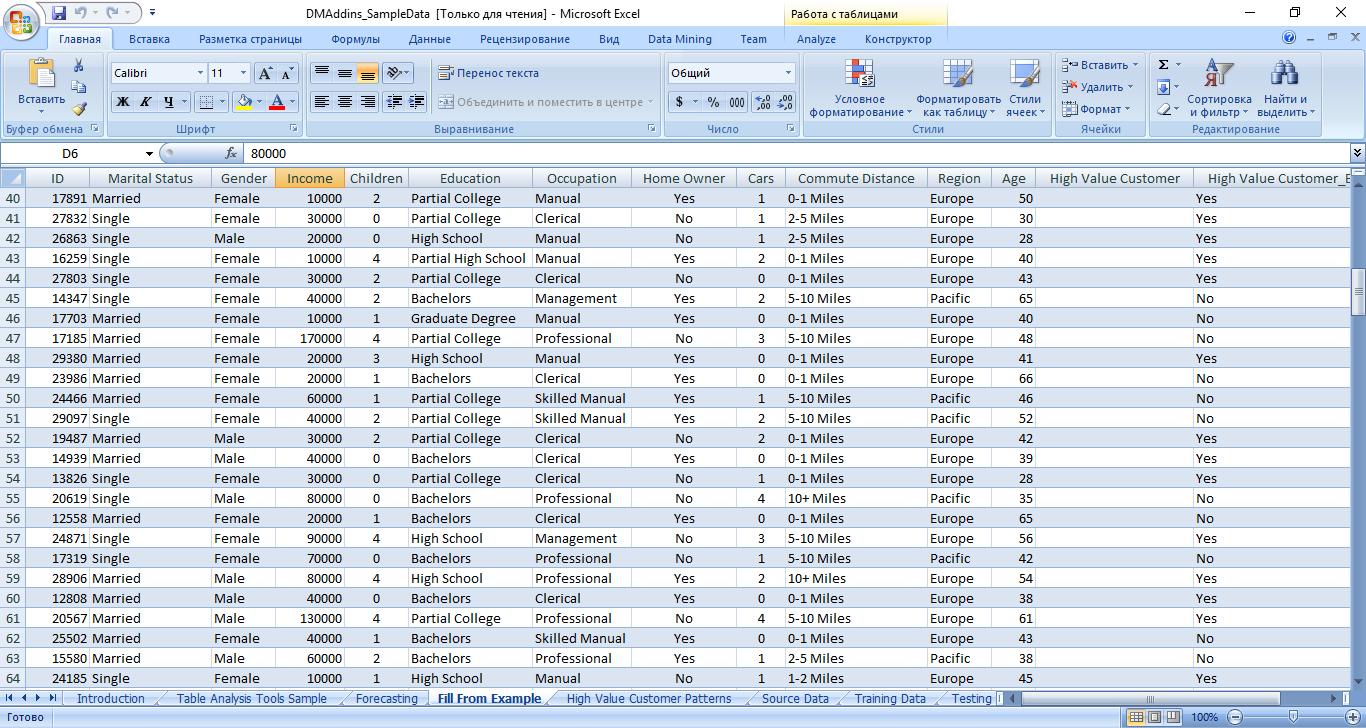 DMAddins_SampleData [Только для чтения] - Microsoft Excel Работа с таблицами
Главная Вставка Разметка страницы Формулы Данные Рецензирование Вид Data Mining Team Analyze Конструктор
Вставить Calibri 11 Перенос текста Общий Условное форматирование Форматировать как таблицу Стили ячеек Вставить Удалить Формат Сортировка и фильтр Найти и выделить
Ж К Ч Объединить и поместить в центре $ % 000
Буфер обмена Шрифт Выравнивание Число Стили Ячейки Редактирование
D6 fx 80000
ID Marital Status Gender Income Children Education Occupation Home Owner Cars Commute Distance Region Age High Value Customer High Value Customer_E
40 17891 Married Female 10000 2 Partial College Manual Yes 1 0-1 Miles Europe 50 Yes
41 27832 Single Female 30000 0 Partial College Clerical No 1 2-5 Miles Europe 30 Yes
42 26863 Single Male 20000 0 High School Manual No 1 2-5 Miles Europe 28 Yes
43 16259 Single Female 10000 4 Partial High School Manual Yes 2 0-1 Miles Europe 40 Yes
44 27803 Single Female 30000 2 Partial College Clerical No 0 0-1 Miles Europe 43 Yes
45 14347 Single Female 40000 2 Bachelors Management Yes 2 5-10 Miles Pacific 65 No
46 17703 Married Female 10000 1 Graduate Degree Manual Yes 0 0-1 Miles Europe 40 No
47 17185 Married Female 170000 4 Partial College Professional No 3 5-10 Miles Europe 48 No
48 29380 Married Female 20000 3 High School Manual Yes 0 0-1 Miles Europe 41 Yes
49 23986 Married Female 20000 1 Bachelors Clerical Yes 0 0-1 Miles Europe 66 No
50 24466 Married Female 60000 1 Partial College Skilled Manual Yes 1 5-10 Miles Pacific 46 No
51 29097 Single Female 40000 2 Partial College Skilled Manual Yes 2 5-10 Miles Pacific 52 No
52 19487 Married Male 30000 2 Partial College Clerical No 2 0-1 Miles Europe 42 Yes
53 14939 Married Male 40000 0 Bachelors Clerical Yes 0 0-1 Miles Europe 39 Yes
54 13826 Single Female 30000 0 Partial College Clerical No 1 0-1 Miles Europe 28 Yes
55 20619 Single Male 80000 0 Bachelors Professional No 4 10+ Miles Pacific 35 No
56 12558 Married Female 20000 1 Bachelors Clerical Yes 0 0-1 Miles Europe 65 No
57 24871 Single Female 90000 4 High School Management No 3 5-10 Miles Europe 56 Yes
58 17319 Single Female 70000 0 Bachelors Professional No 1 5-10 Miles Pacific 42 No
59 28906 Married Male 80000 4 High School Professional Yes 2 10+ Miles Europe 54 Yes
60 12808 Married Male 40000 0 Bachelors Clerical Yes 0 0-1 Miles Europe 38 Yes
61 20567 Married Male 130000 4 Partial College Professional No 4 5-10 Miles Europe 61 Yes
62 25502 Married Female 40000 1 Bachelors Skilled Manual Yes 0 0-1 Miles Europe 43 No
63 15580 Married Male 60000 2 Bachelors Professional Yes 1 2-5 Miles Pacific 38 No
64 24185 Single Female 10000 1 High School Manual No 1 1-2 Miles Europe 45 Yes
Introduction Table Analysis Tools Sample Forecasting Fill From Example High Value Customer Patterns Source Data Training Data Testing
Готово 100%